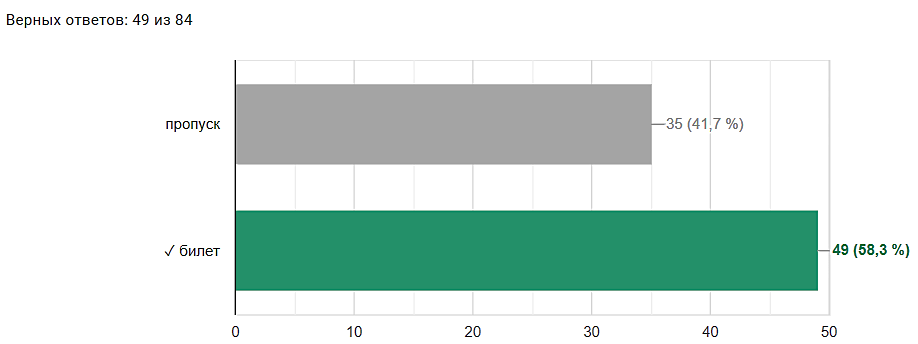 Верных ответов: 49 из 84
пропуск
35 (41,7 %)
✓ билет
49 (58,3 %)
0 10 20 30 40 50